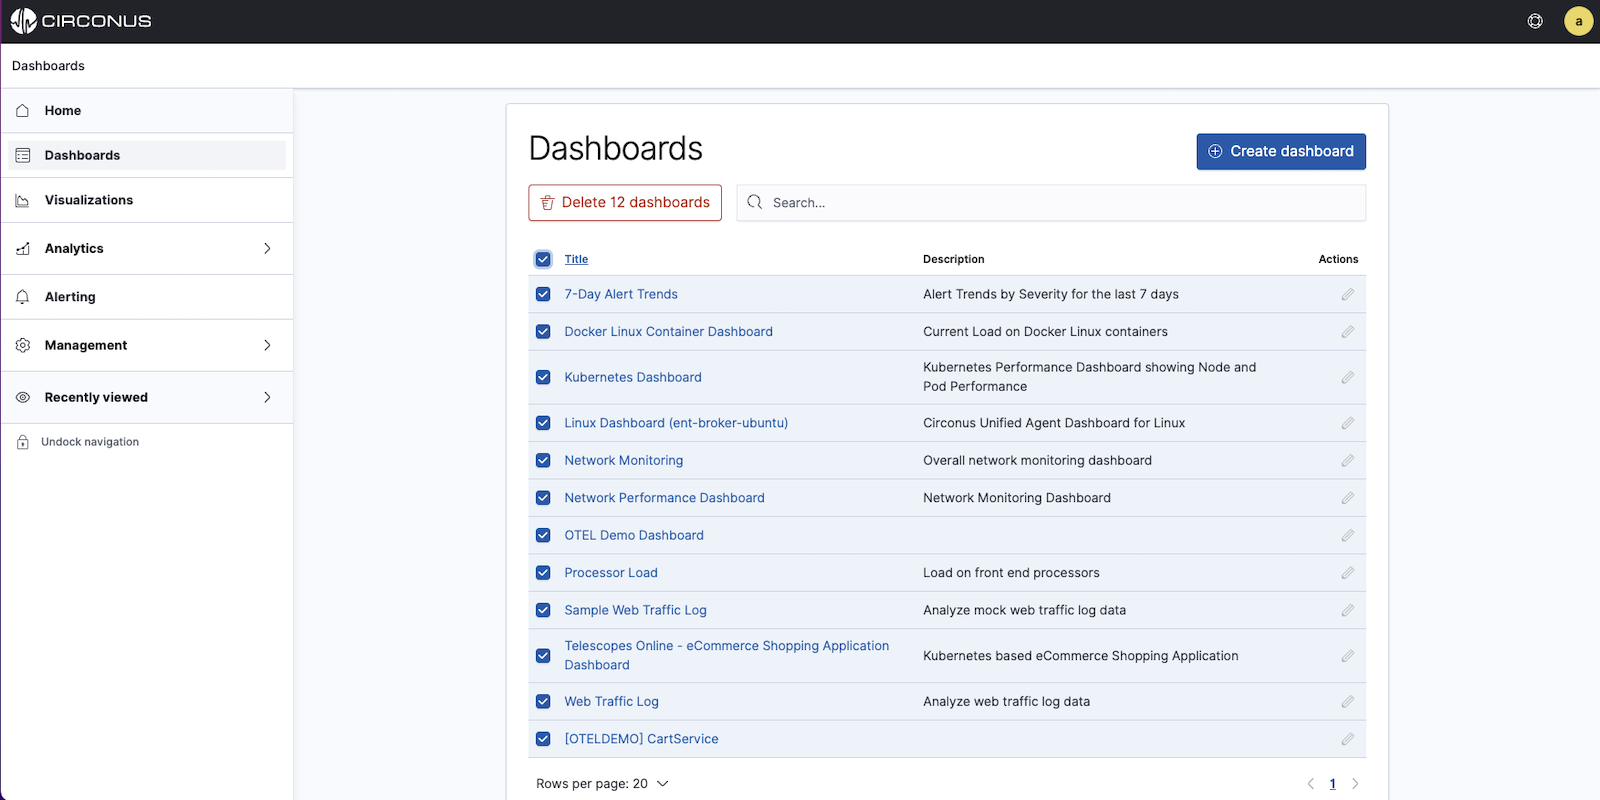 CIRCONUS
a
Dashboards
Home
Dashboards
Visualizations
Analytics
Alerting
Management
Recently viewed
Undock navigation
Dashboards
Create dashboard
Delete 12 dashboards
Search...
Title Description Actions
7-Day Alert Trends Alert Trends by Severity for the last 7 days
Docker Linux Container Dashboard Current Load on Docker Linux containers
Kubernetes Dashboard Kubernetes Performance Dashboard showing Node and
Pod Performance
Linux Dashboard (ent-broker-ubuntu) Circonus Unified Agent Dashboard for Linux
Network Monitoring Overall network monitoring dashboard
Network Performance Dashboard Network Monitoring Dashboard
OTEL Demo Dashboard
Processor Load Load on front end processors
Sample Web Traffic Log Analyze mock web traffic log data
Telescopes Online - eCommerce Shopping Application
Dashboard Kubernetes based eCommerce Shopping Application
Web Traffic Log Analyze web traffic log data
[OTELDEMO] CartService
Rows per page: 20 1